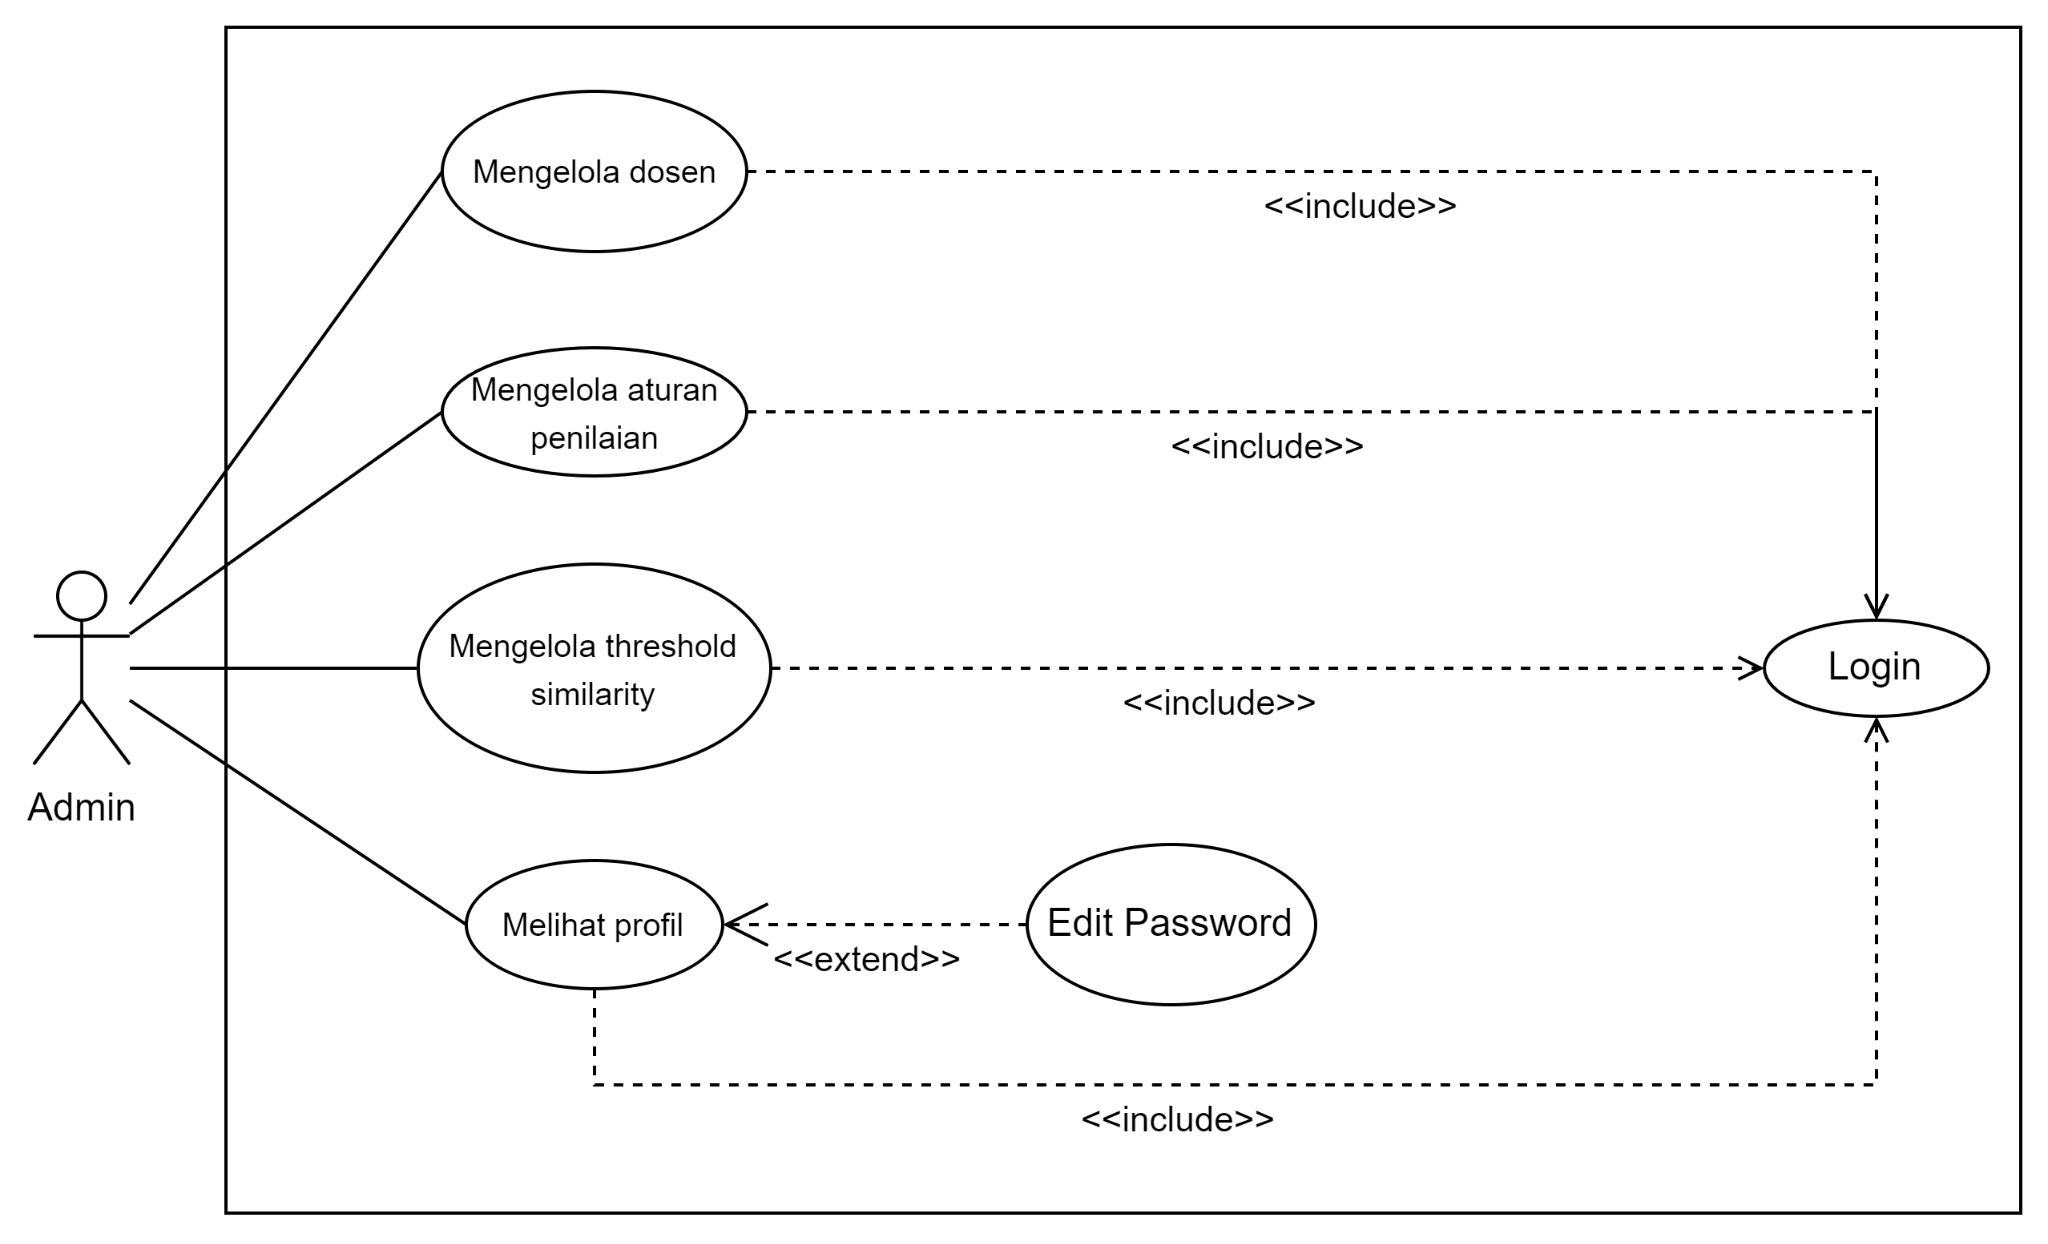 Mengelola dosen
<<include>>
Mengelola aturan
penilaian
<<include>>
Mengelola threshold
similarity
<<include>>
Login
Admin
Melihat profil
<<extend>>
Edit Password
<<include>>